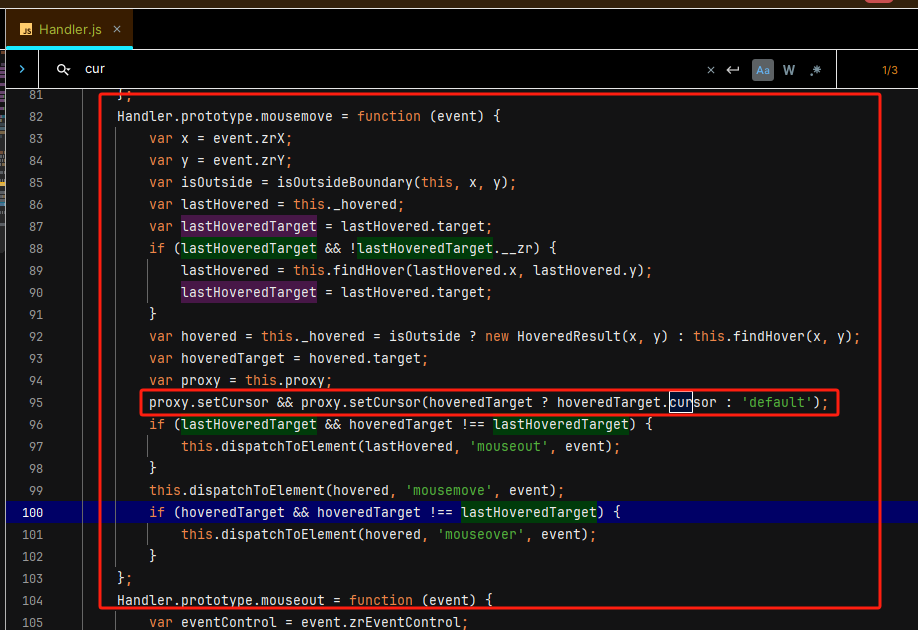 JS Handler.js ×
> cur × ↵ Aa W .* 1/3
81 };
82 Handler.prototype.mousemove = function (event) {
83 var x = event.zrX;
84 var y = event.zrY;
85 var isOutside = isOutsideBoundary(this, x, y);
86 var lastHovered = this._hovered;
87 var lastHoveredTarget = lastHovered.target;
88 if (lastHoveredTarget && !lastHoveredTarget.__zr) {
89 lastHovered = this.findHover(lastHovered.x, lastHovered.y);
90 lastHoveredTarget = lastHovered.target;
91 }
92 var hovered = this._hovered = isOutside ? new HoveredResult(x, y) : this.findHover(x, y);
93 var hoveredTarget = hovered.target;
94 var proxy = this.proxy;
95 proxy.setCursor && proxy.setCursor(hoveredTarget ? hoveredTarget.cursor : 'default');
96 if (lastHoveredTarget && hoveredTarget !== lastHoveredTarget) {
97 this.dispatchToElement(lastHovered, 'mouseout', event);
98 }
99 this.dispatchToElement(hovered, 'mousemove', event);
100 if (hoveredTarget && hoveredTarget !== lastHoveredTarget) {
101 this.dispatchToElement(hovered, 'mouseover', event);
102 }
103 };
104 Handler.prototype.mouseout = function (event) {
105 var eventControl = event.zrEventControl;